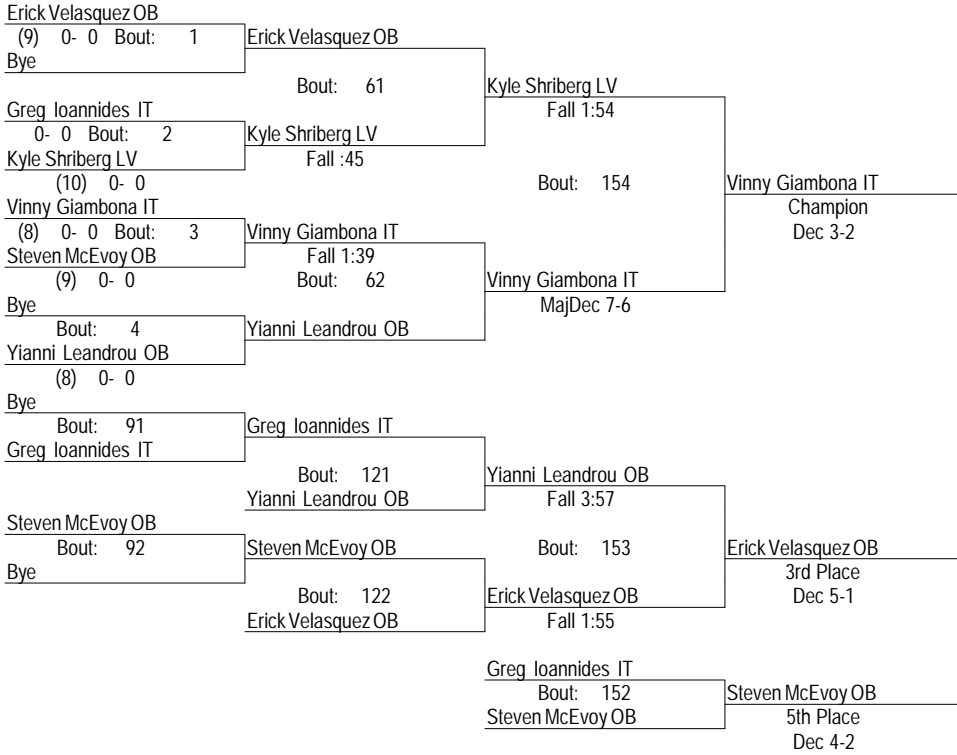 Erick Velasquez OB
(9) 0- 0 Bout: 1 Erick Velasquez OB
Bye
Bout: 61 Kyle Shriberg LV
Greg Ioannides IT Fall 1:54
0- 0 Bout: 2 Kyle Shriberg LV
Kyle Shriberg LV Fall :45
(10) 0- 0 Bout: 154 Vinny Giambona IT
Vinny Giambona IT Champion
(8) 0- 0 Bout: 3 Vinny Giambona IT Dec 3-2
Steven McEvoy OB Fall 1:39
(9) 0- 0 Bout: 62 Vinny Giambona IT
Bye MajDec 7-6
Bout: 4 Yianni Leandrou OB
Yianni Leandrou OB
(8) 0- 0
Bye
Bout: 91 Greg Ioannides IT
Greg Ioannides IT
Bout: 121 Yianni Leandrou OB
Yianni Leandrou OB Fall 3:57
Steven McEvoy OB
Bout: 92 Steven McEvoy OB Bout: 153 Erick Velasquez OB
Bye 3rd Place
Bout: 122 Erick Velasquez OB Dec 5-1
Erick Velasquez OB Fall 1:55
Greg Ioannides IT
Bout: 152 Steven McEvoy OB
Steven McEvoy OB 5th Place
Dec 4-2